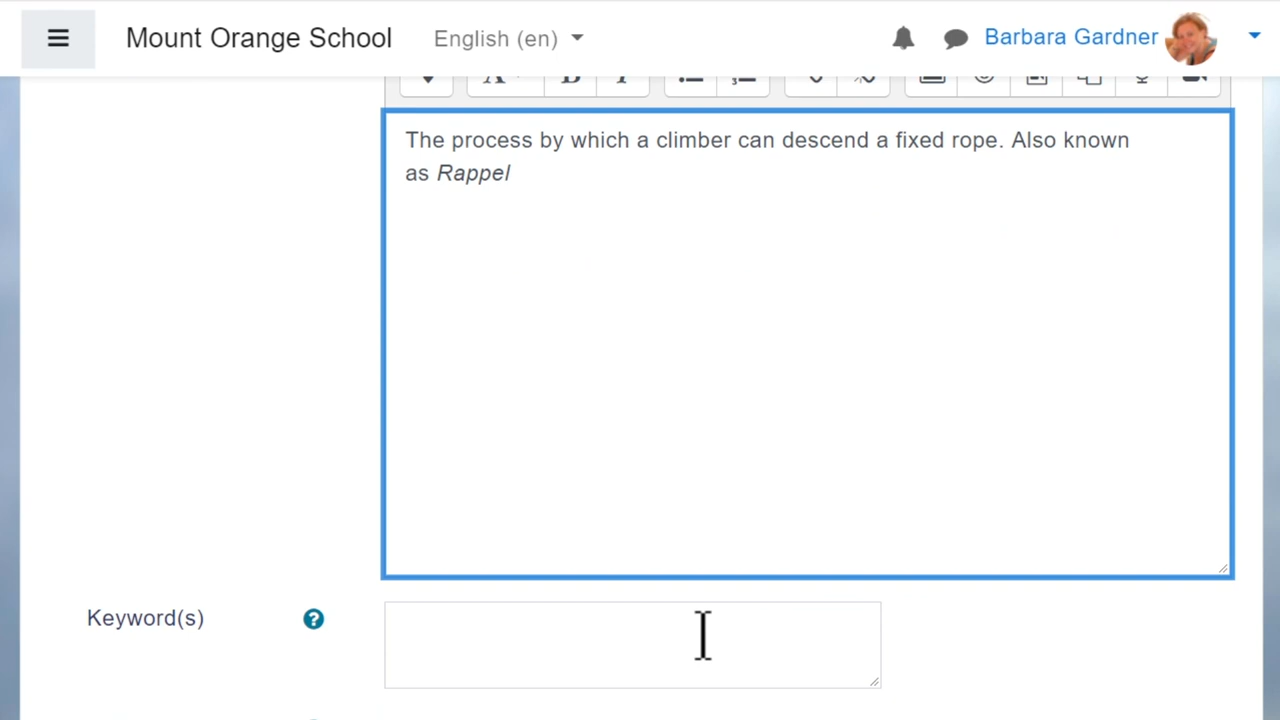 Mount Orange School English (en) Barbara Gardner
The process by which a climber can descend a fixed rope. Also known
as Rappel
Keyword(s)